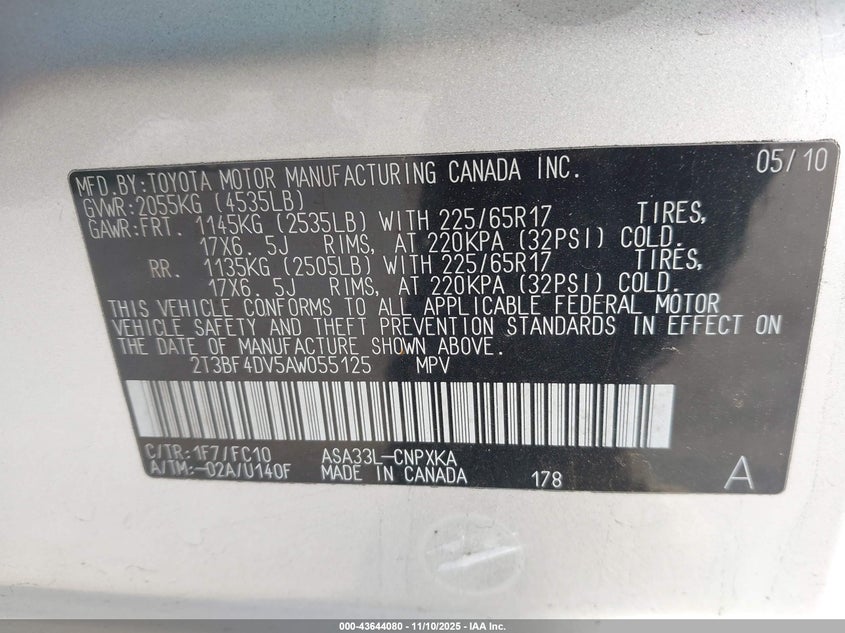 MFD. BY: TOYOTA MOTOR MANUFACTURING CANADA INC. 05/10
GVWR: 2055KG (4535LB)
GAWR: FRT. 1145KG (2535LB) WITH 225/65R17 TIRES,
17X6. 5J RIMS, AT 220KPA (32PSI) COLD.
RR. 1135KG (2505LB) WITH 225/65R17 TIRES,
17X6. 5J RIMS, AT 220KPA (32PSI) COLD.
THIS VEHICLE CONFORMS TO ALL APPLICABLE FEDERAL MOTOR
VEHICLE SAFETY AND THEFT PREVENTION STANDARDS IN EFFECT ON
THE DATE OF MANUFACTURE SHOWN ABOVE.
2T3BF4DV5AW055125 MPV
C/TR: 1F7/FC10 ASA33L-CNPXKA
A/TM: -02A/U140F MADE IN CANADA 178 A
000-43644080 - 11/10/2025 - IAA Inc.